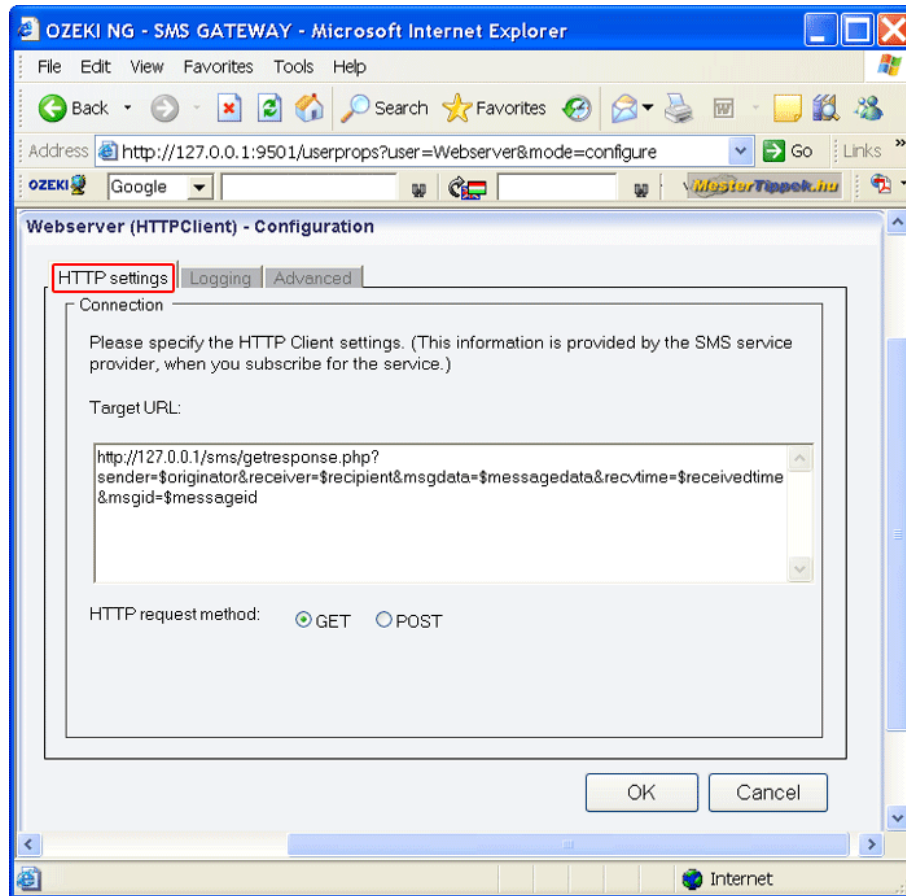 OZEKI NG - SMS GATEWAY - Microsoft Internet Explorer
File Edit View Favorites Tools Help
Back Search Favorites
Address http://127.0.0.1:9501/userprops?user=Webserver&mode=configure Go Links »
OZEKI Google MesterTippek.hu
Webserver (HTTPClient) - Configuration
HTTP settings Logging Advanced
Connection
Please specify the HTTP Client settings. (This information is provided by the SMS service
provider, when you subscribe for the service.)
Target URL:
http://127.0.0.1/sms/getresponse.php?
sender=$originator&receiver=$recipient&msgdata=$messagedata&recvtime=$receivedtime
&msgid=$messageid
HTTP request method: GET POST
OK Cancel
Internet